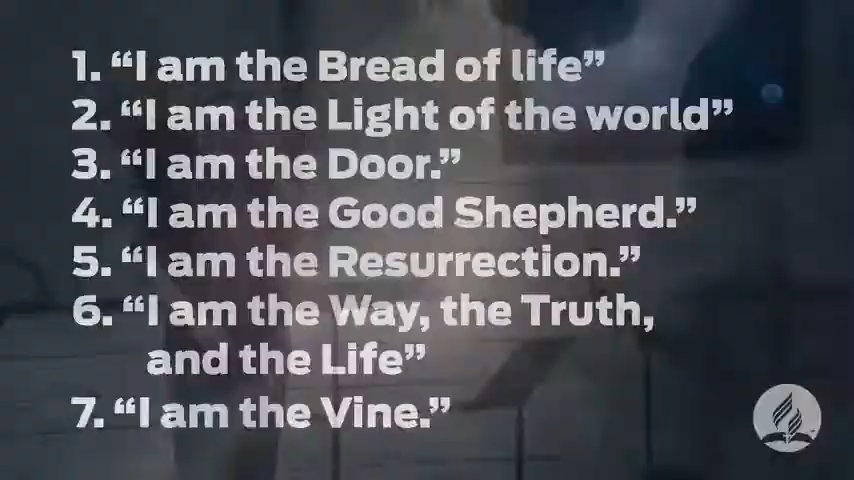 1. “I am the Bread of life”
2. “I am the Light of the world”
3. “I am the Door.”
4. “I am the Good Shepherd.”
5. “I am the Resurrection.”
6. “I am the Way, the Truth,
and the Life”
7. “I am the Vine.”